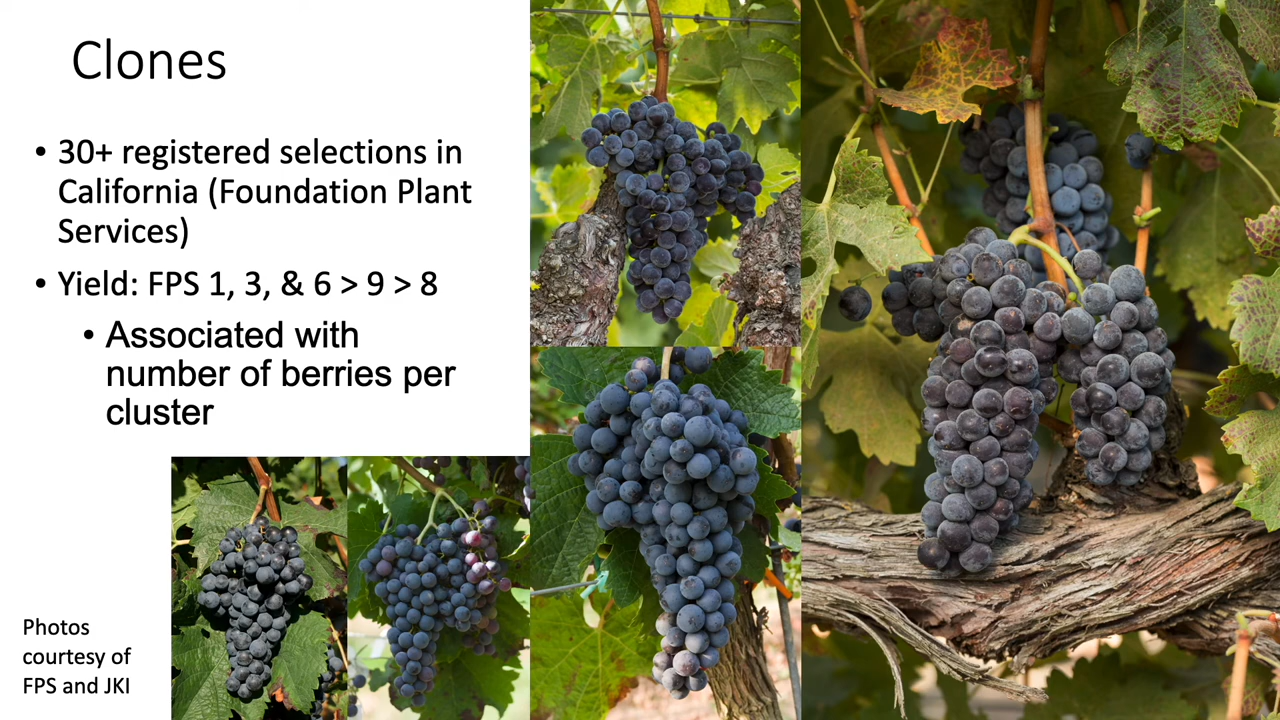 Clones
• 30+ registered selections in
California (Foundation Plant
Services)
• Yield: FPS 1, 3, & 6 > 9 > 8
• Associated with
number of berries per
cluster
Photos
courtesy of
FPS and JKI